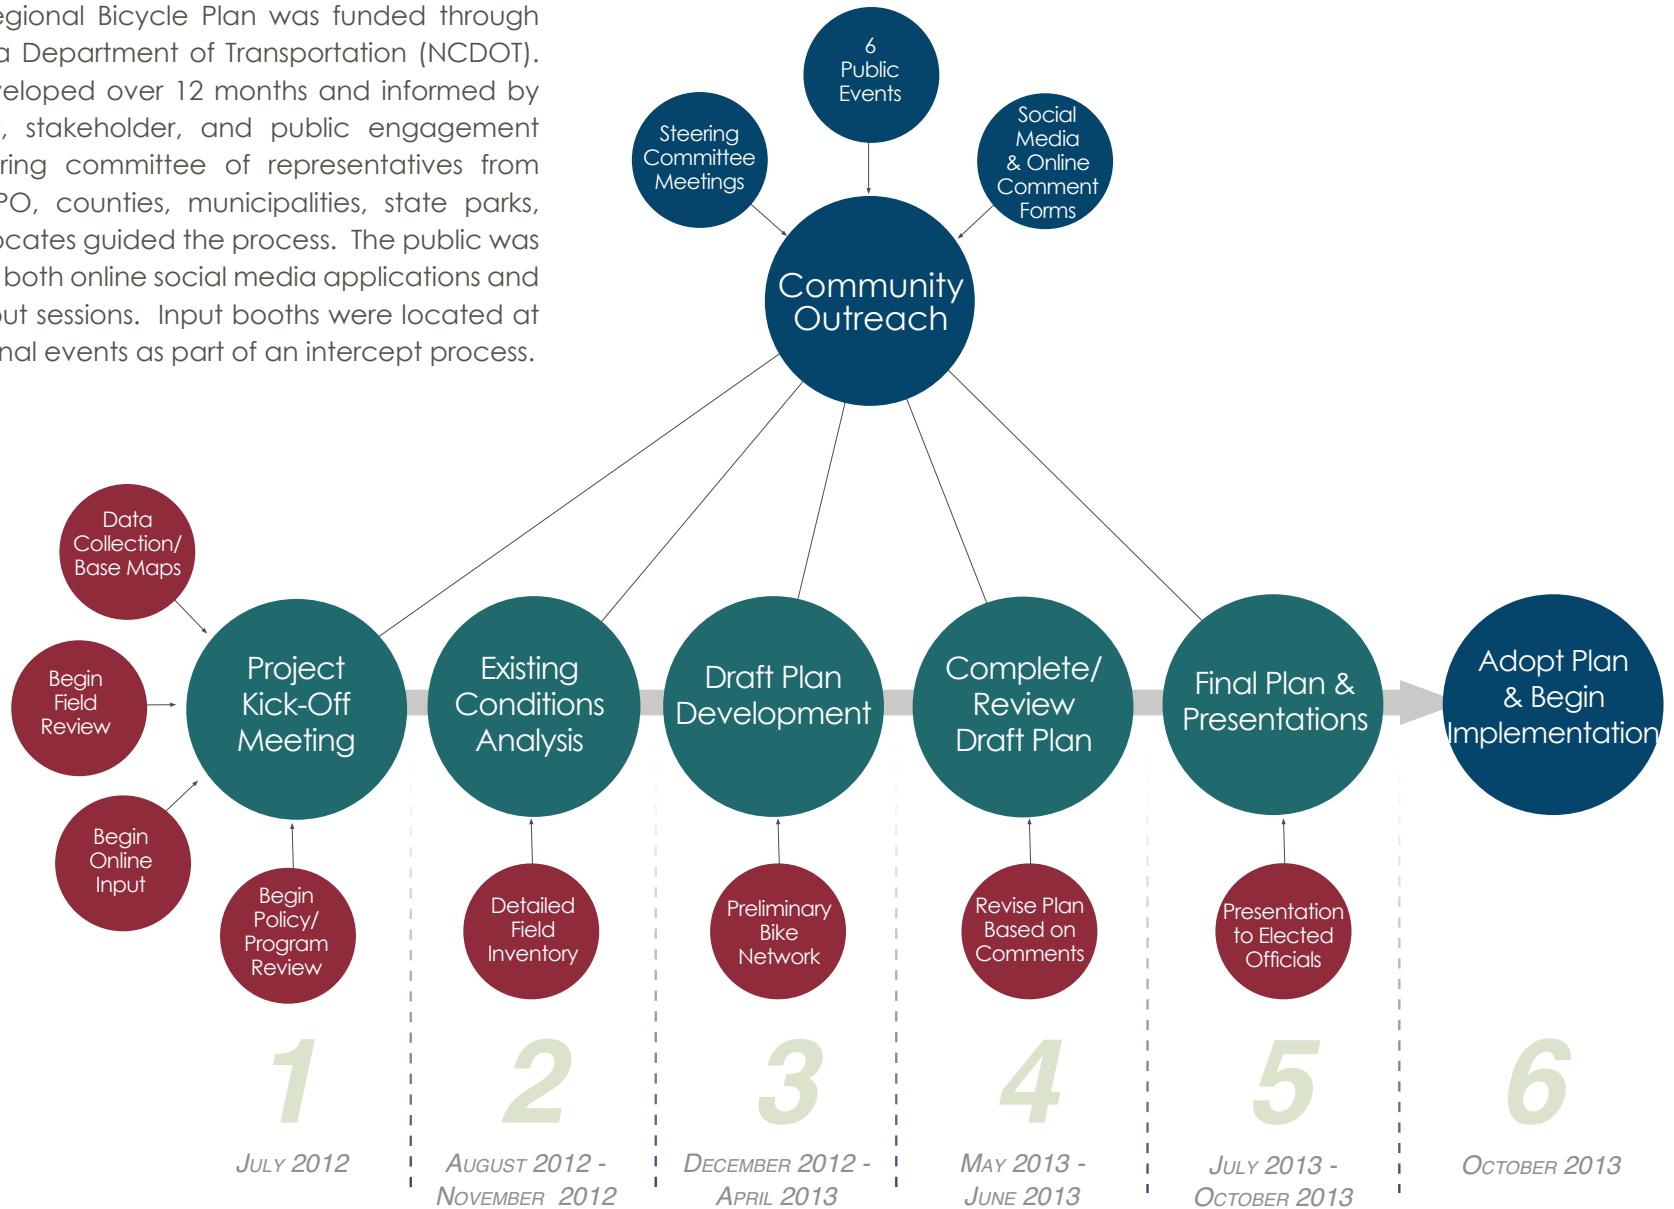 egional Bicycle Plan was funded through
a Department of Transportation (NCDOT).
veloped over 12 months and informed by
, stakeholder, and public engagement
ring committee of representatives from
PO, counties, municipalities, state parks,
ocates guided the process. The public was
both online social media applications and
out sessions. Input booths were located at
nal events as part of an intercept process.
6
Public
Events
Steering
Committee
Meetings
Social
Media
& Online
Comment
Forms
Community
Outreach
Data
Collection/
Base Maps
Begin
Field
Review
Begin
Online
Input
Begin
Policy/
Program
Review
Project
Kick-Off
Meeting
Existing
Conditions
Analysis
Draft Plan
Development
Complete/
Review
Draft Plan
Final Plan &
Presentations
Adopt Plan
& Begin
Implementation
Detailed
Field
Inventory
Preliminary
Bike
Network
Revise Plan
Based on
Comments
Presentation
to Elected
Officials
1
2
3
4
5
6
July 2012
August 2012 -
November 2012
December 2012 -
April 2013
May 2013 -
June 2013
July 2013 -
October 2013
October 2013